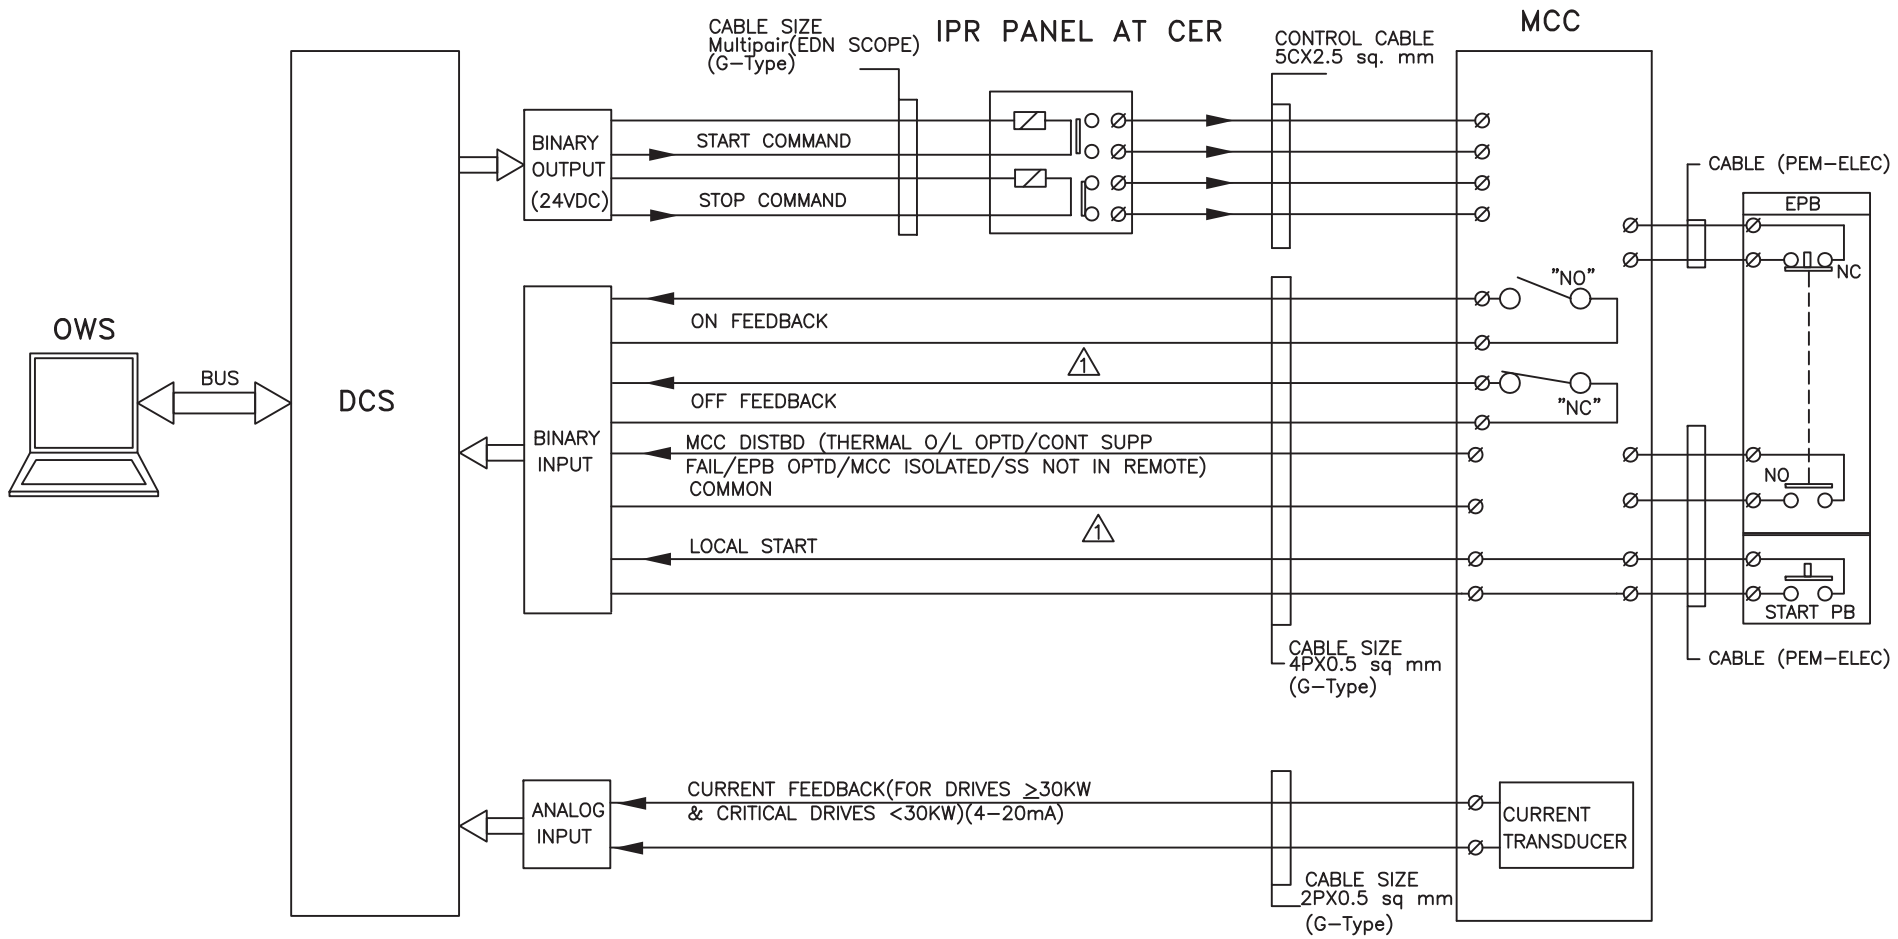 CABLE SIZE
Multipair(EDN SCOPE)
(G-Type)
IPR PANEL AT CER
CONTROL CABLE
5CX2.5 sq. mm
MCC
BINARY
OUTPUT
(24VDC)
START COMMAND
STOP COMMAND
CABLE (PEM-ELEC)
EPB
NC
"NO"
ON FEEDBACK
1
OWS
BUS
DCS
OFF FEEDBACK
"NC"
BINARY
INPUT
MCC DISTBD (THERMAL O/L OPTD/CONT SUPP
FAIL/EPB OPTD/MCC ISOLATED/SS NOT IN REMOTE)
COMMON
NO
1
LOCAL START
START PB
CABLE SIZE
4PX0.5 sq mm
(G-Type)
CABLE (PEM-ELEC)
ANALOG
INPUT
CURRENT FEEDBACK(FOR DRIVES ≥30KW
& CRITICAL DRIVES <30KW)(4-20mA)
CURRENT
TRANSDUCER
CABLE SIZE
2PX0.5 sq mm
(G-Type)